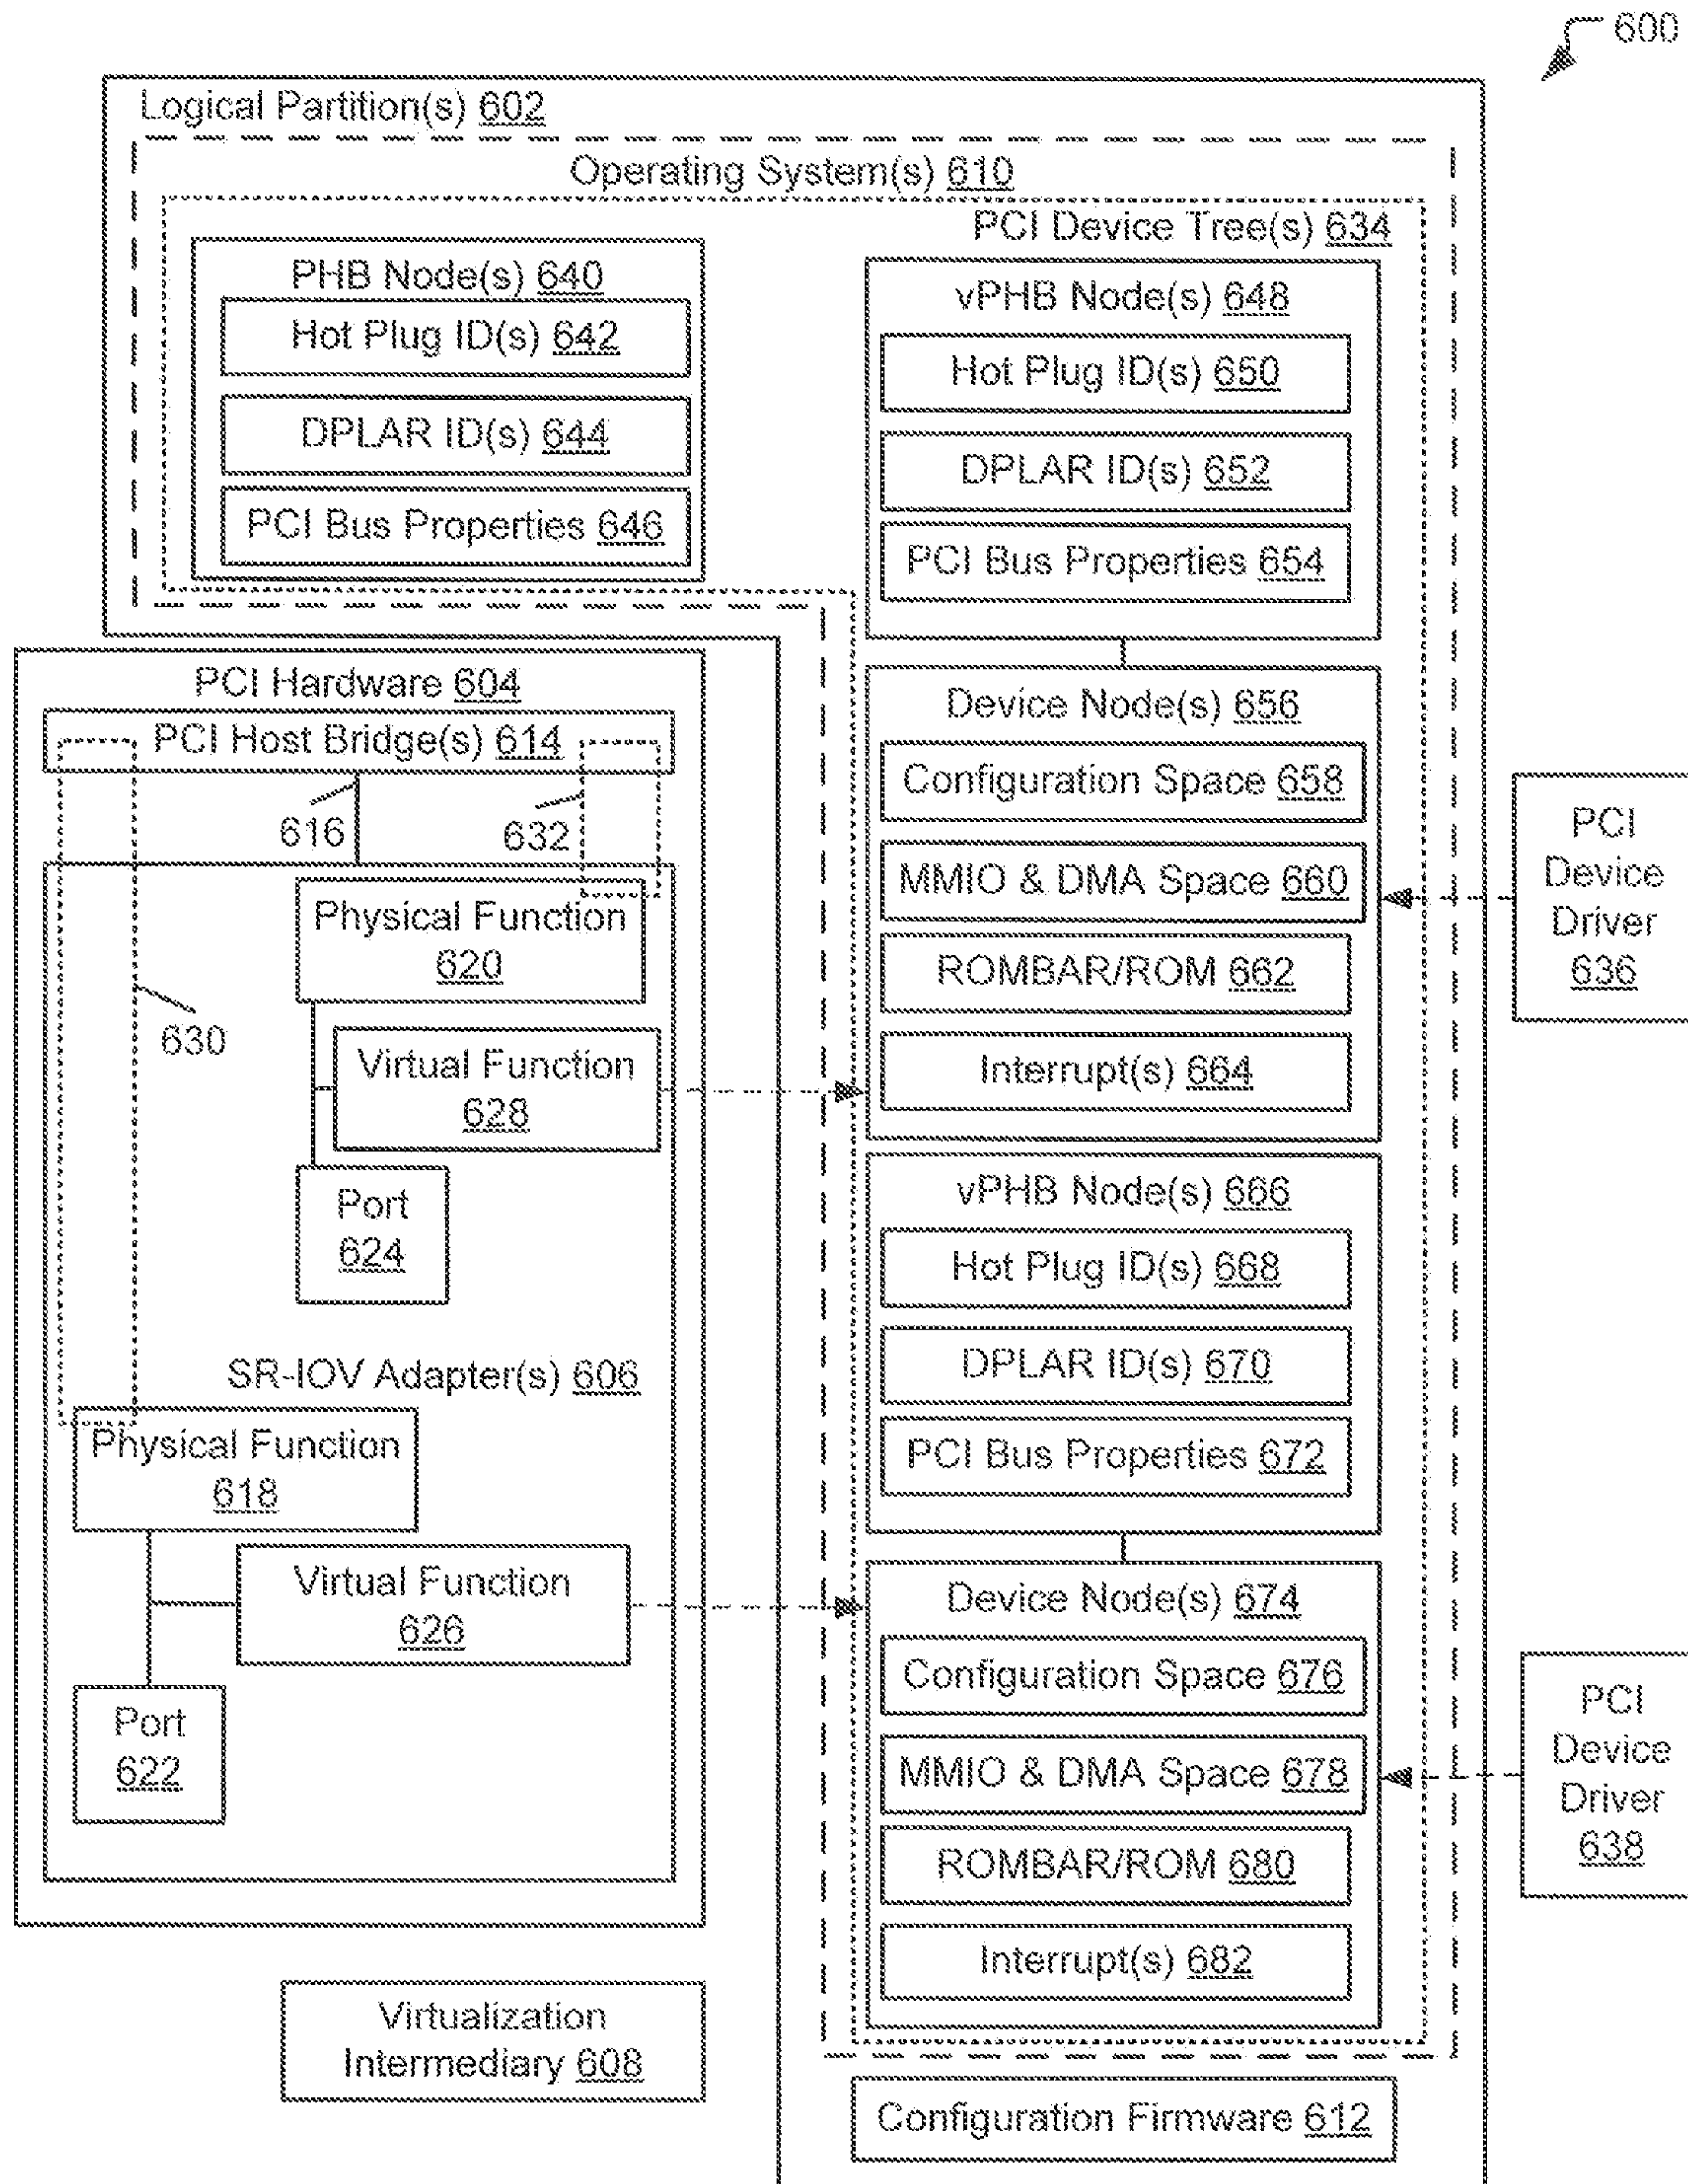 600
Logical Partition(s) 602
Operating System(s) 610
PCI Device Tree(s) 634
PHB Node(s) 640
Hot Plug ID(s) 642
DPLAR ID(s) 644
PCI Bus Properties 646
vPHB Node(s) 648
Hot Plug ID(s) 650
DPLAR ID(s) 652
PCI Bus Properties 654
PCI Hardware 604
PCI Host Bridge(s) 614
616
632
Physical Function
620
630
Virtual Function
628
Port
624
SR-IOV Adapter(s) 606
Physical Function
618
Virtual Function
626
Port
622
Device Node(s) 656
Configuration Space 658
MMIO & DMA Space 660
ROMBAR/ROM 662
Interrupt(s) 664
PCI
Device
Driver
636
vPHB Node(s) 666
Hot Plug ID(s) 668
DPLAR ID(s) 670
PCI Bus Properties 672
Device Node(s) 674
Configuration Space 676
MMIO & DMA Space 678
ROMBAR/ROM 680
Interrupt(s) 682
PCI
Device
Driver
638
Virtualization
Intermediary 608
Configuration Firmware 612